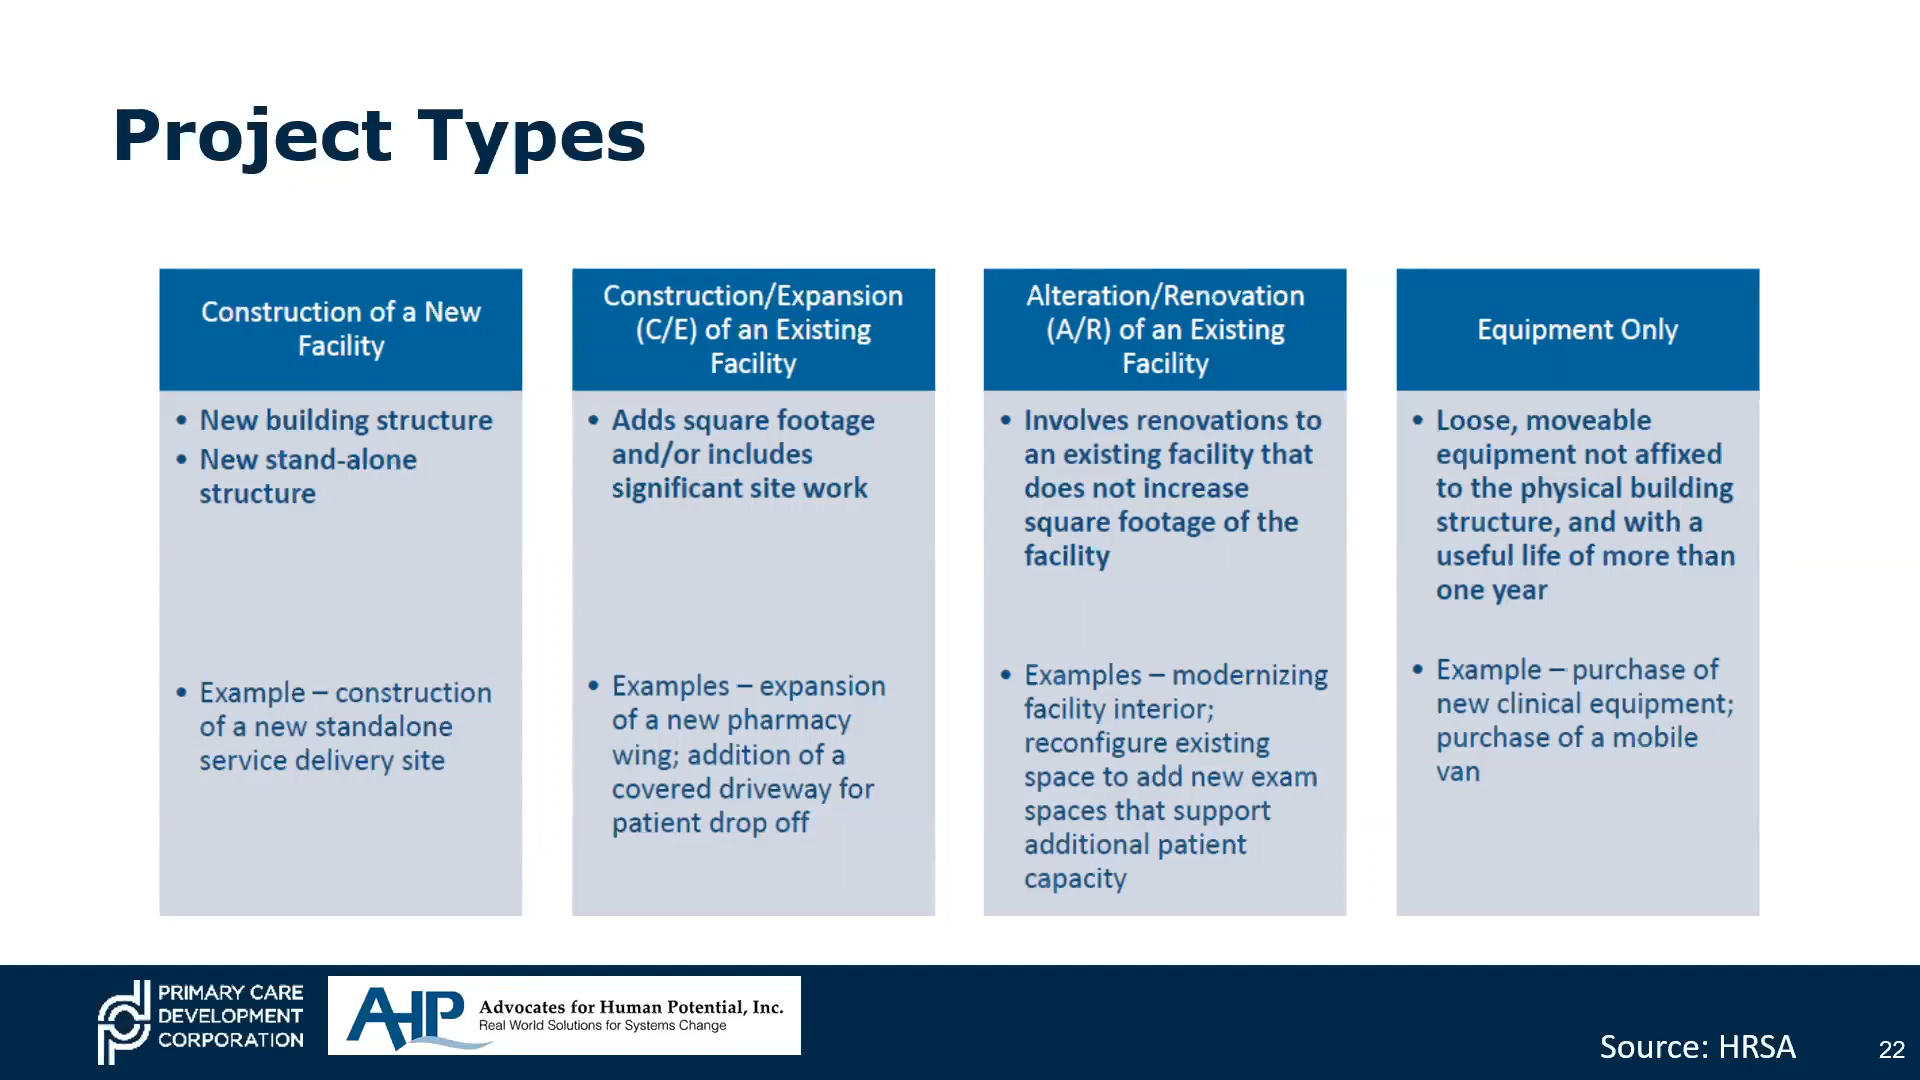 Project Types
Construction of a New
Facility
• New building structure
• New stand-alone
structure
• Example – construction
of a new standalone
service delivery site
Construction/Expansion
(C/E) of an Existing
Facility
• Adds square footage
and/or includes
significant site work
• Examples – expansion
of a new pharmacy
wing; addition of a
covered driveway for
patient drop off
Alteration/Renovation
(A/R) of an Existing
Facility
• Involves renovations to
an existing facility that
does not increase
square footage of the
facility
• Examples – modernizing
facility interior;
reconfigure existing
space to add new exam
spaces that support
additional patient
capacity
Equipment Only
• Loose, moveable
equipment not affixed
to the physical building
structure, and with a
useful life of more than
one year
• Example – purchase of
new clinical equipment;
purchase of a mobile
van
PRIMARY CARE
DEVELOPMENT
CORPORATION
AHP
Advocates for Human Potential, Inc.
Real World Solutions for Systems Change
Source: HRSA
22